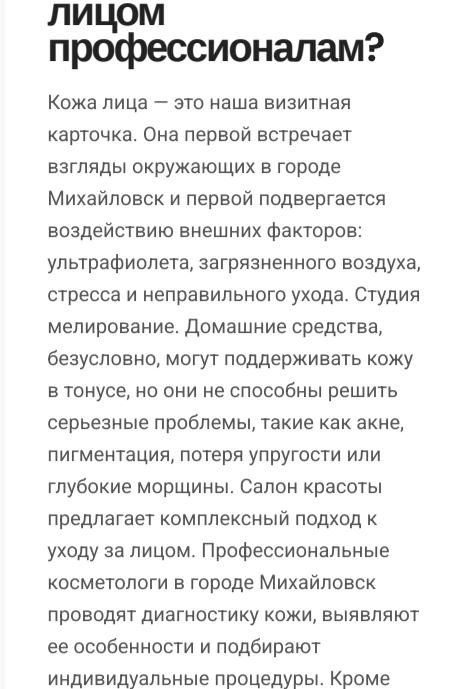 лицом
профессионалам?
Кожа лица — это наша визитная
карточка. Она первой встречает
взгляды окружающих в городе
Михайловск и первой подвергается
воздействию внешних факторов:
ультрафиолета, загрязненного воздуха,
стресса и неправильного ухода. Студия
мелирование. Домашние средства,
безусловно, могут поддерживать кожу
в тонусе, но они не способны решить
серьезные проблемы, такие как акне,
пигментация, потеря упругости или
глубокие морщины. Салон красоты
предлагает комплексный подход к
уходу за лицом. Профессиональные
косметологи в городе Михайловск
проводят диагностику кожи, выявляют
ее особенности и подбирают
индивидуальные процедуры. Кроме